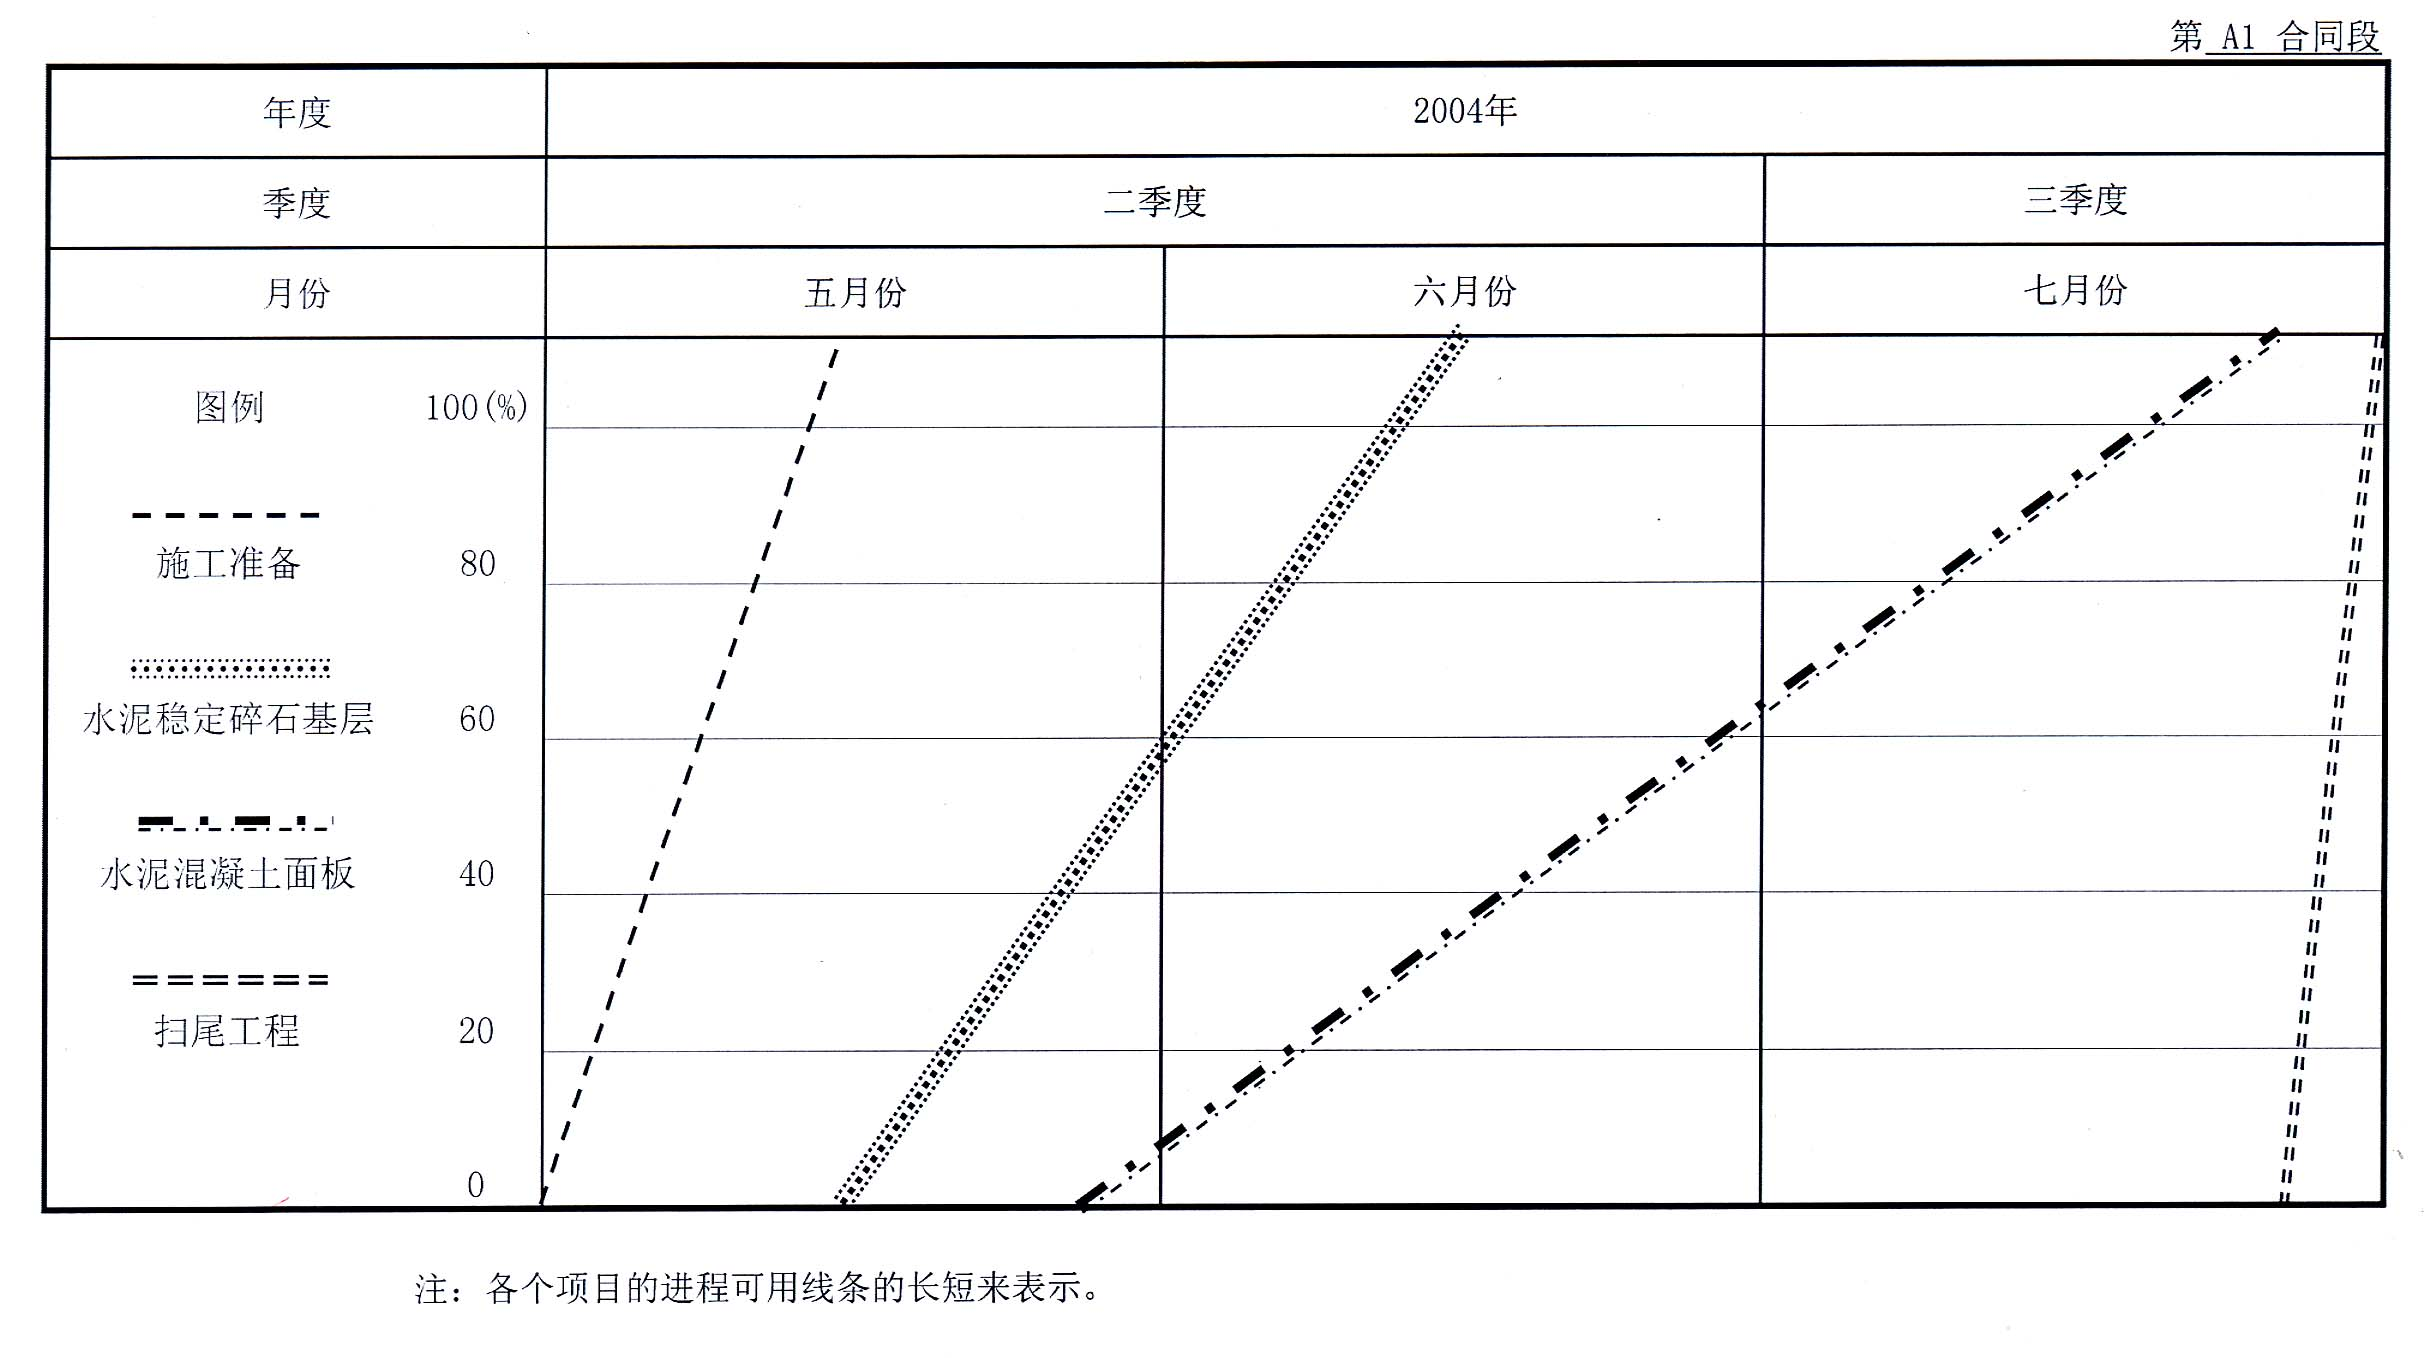 第 A1 合同段
年度 2004年
季度 二季度 三季度
月份 五月份 六月份 七月份
图例 100(%)
施工准备 80
水泥稳定碎石基层 60
水泥混凝土面板 40
扫尾工程 20
0
注：各个项目的进程可用线条的长短来表示。